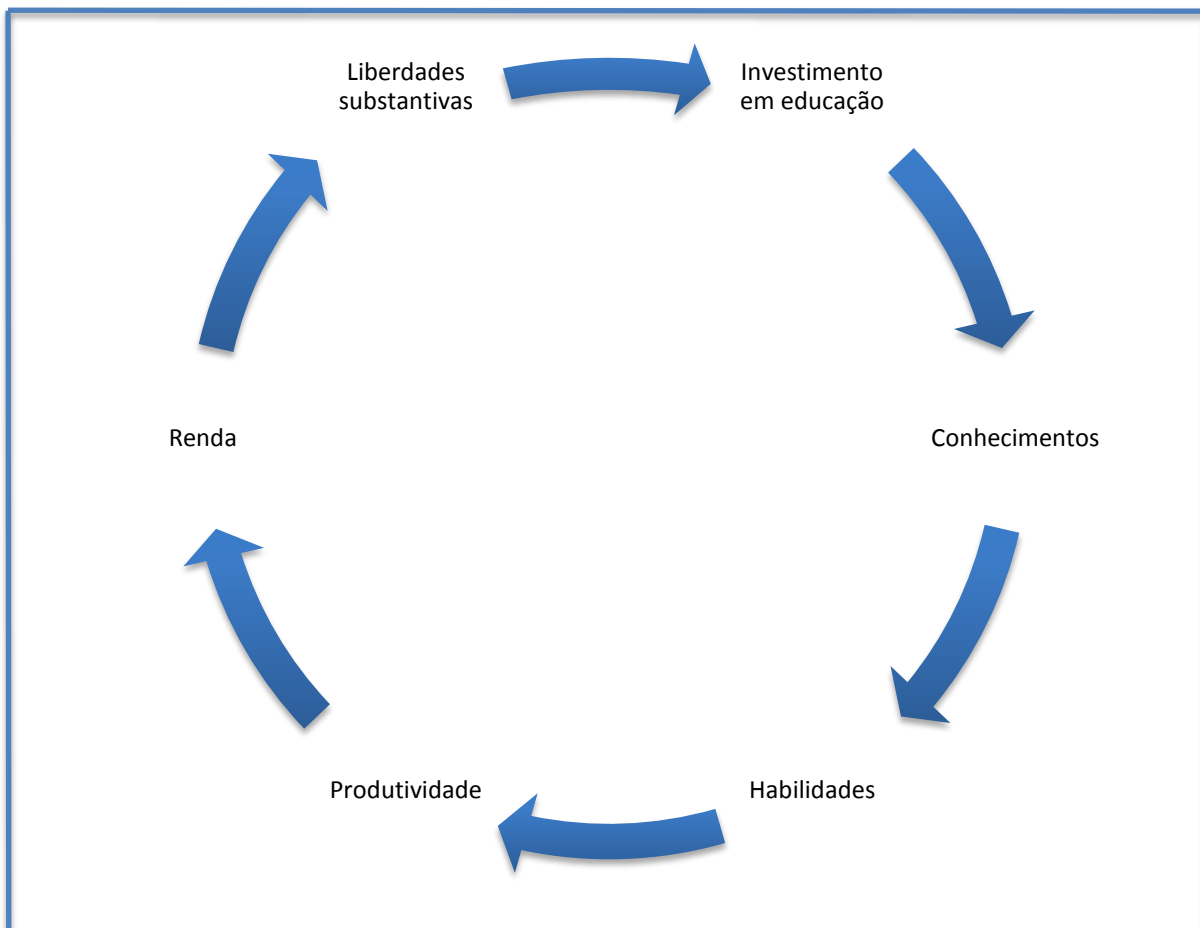 Liberdades
substantivas
Investimento
em educação
Conhecimentos
Habilidades
Produtividade
Renda